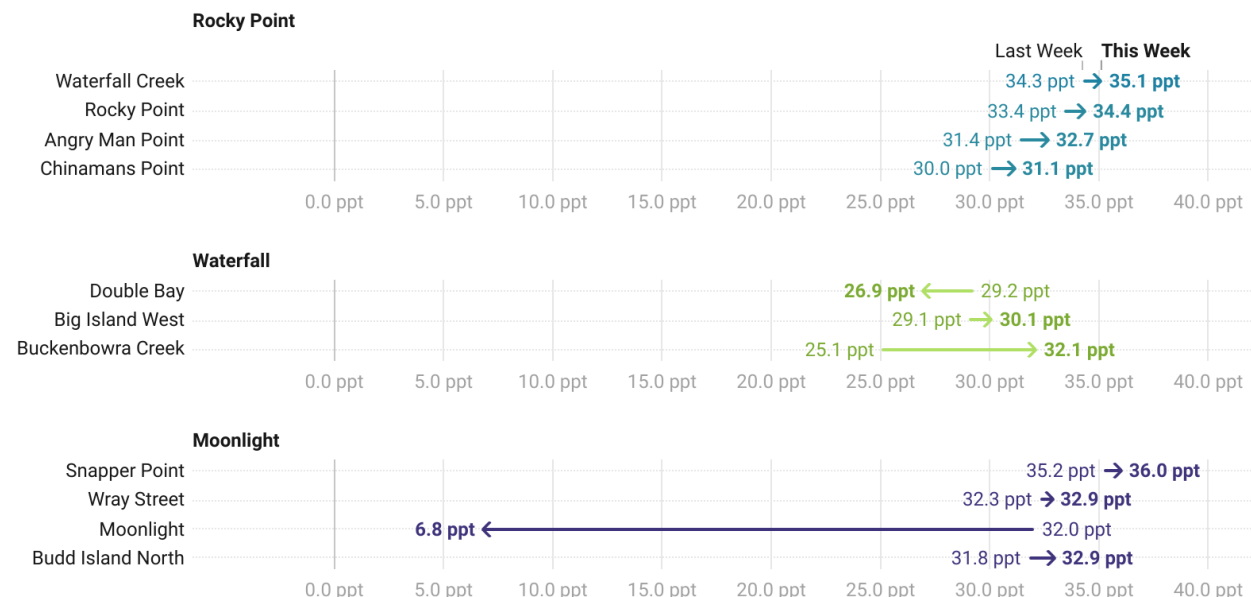 Rocky Point
Last Week This Week
Waterfall Creek 34.3 ppt 35.1 ppt
Rocky Point 33.4 ppt 34.4 ppt
Angry Man Point 31.4 ppt 32.7 ppt
Chinamans Point 30.0 ppt 31.1 ppt
0.0 ppt 5.0 ppt 10.0 ppt 15.0 ppt 20.0 ppt 25.0 ppt 30.0 ppt 35.0 ppt 40.0 ppt
Waterfall
Double Bay 26.9 ppt 29.2 ppt
Big Island West 29.1 ppt 30.1 ppt
Buckenbowra Creek 25.1 ppt 32.1 ppt
0.0 ppt 5.0 ppt 10.0 ppt 15.0 ppt 20.0 ppt 25.0 ppt 30.0 ppt 35.0 ppt 40.0 ppt
Moonlight
Snapper Point 35.2 ppt 36.0 ppt
Wray Street 32.3 ppt 32.9 ppt
Moonlight 6.8 ppt 32.0 ppt
Budd Island North 31.8 ppt 32.9 ppt
0.0 ppt 5.0 ppt 10.0 ppt 15.0 ppt 20.0 ppt 25.0 ppt 30.0 ppt 35.0 ppt 40.0 ppt